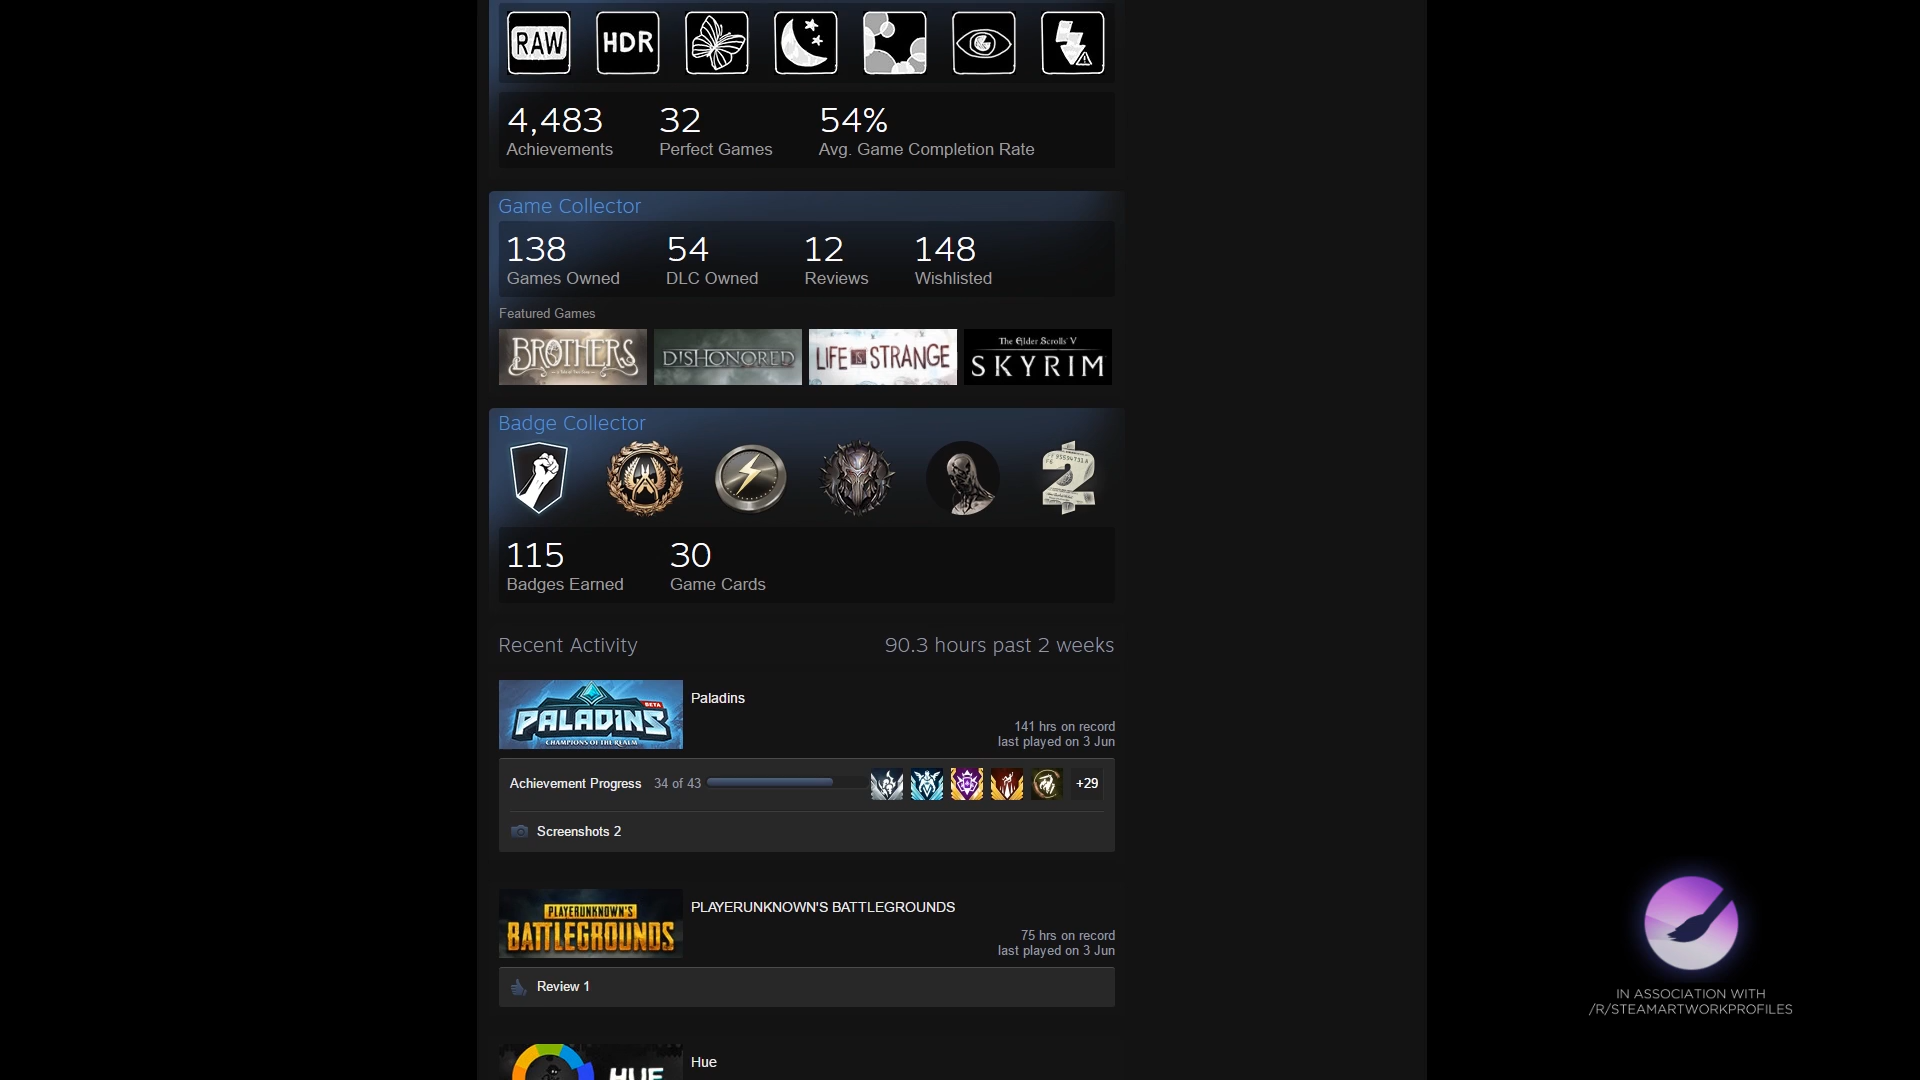 RAW HDR
4,483 32 54%
Achievements Perfect Games Avg. Game Completion Rate
Game Collector
138 54 12 148
Games Owned DLC Owned Reviews Wishlisted
Featured Games
BROTHERS DISHONORED LIFE IS STRANGE The Elder Scrolls V SKYRIM
Badge Collector
2
115 30
Badges Earned Game Cards
Recent Activity 90.3 hours past 2 weeks
PALADINS BETA
CHAMPIONS OF THE REALM
Paladins
141 hrs on record
last played on 3 Jun
Achievement Progress 34 of 43 +29
Screenshots 2
PLAYERUNKNOWN'S
BATTLEGROUNDS
PLAYERUNKNOWN'S BATTLEGROUNDS
75 hrs on record
last played on 3 Jun
Review 1
HUE
Hue
IN ASSOCIATION WITH
/R/STEAMARTWORKPROFILES